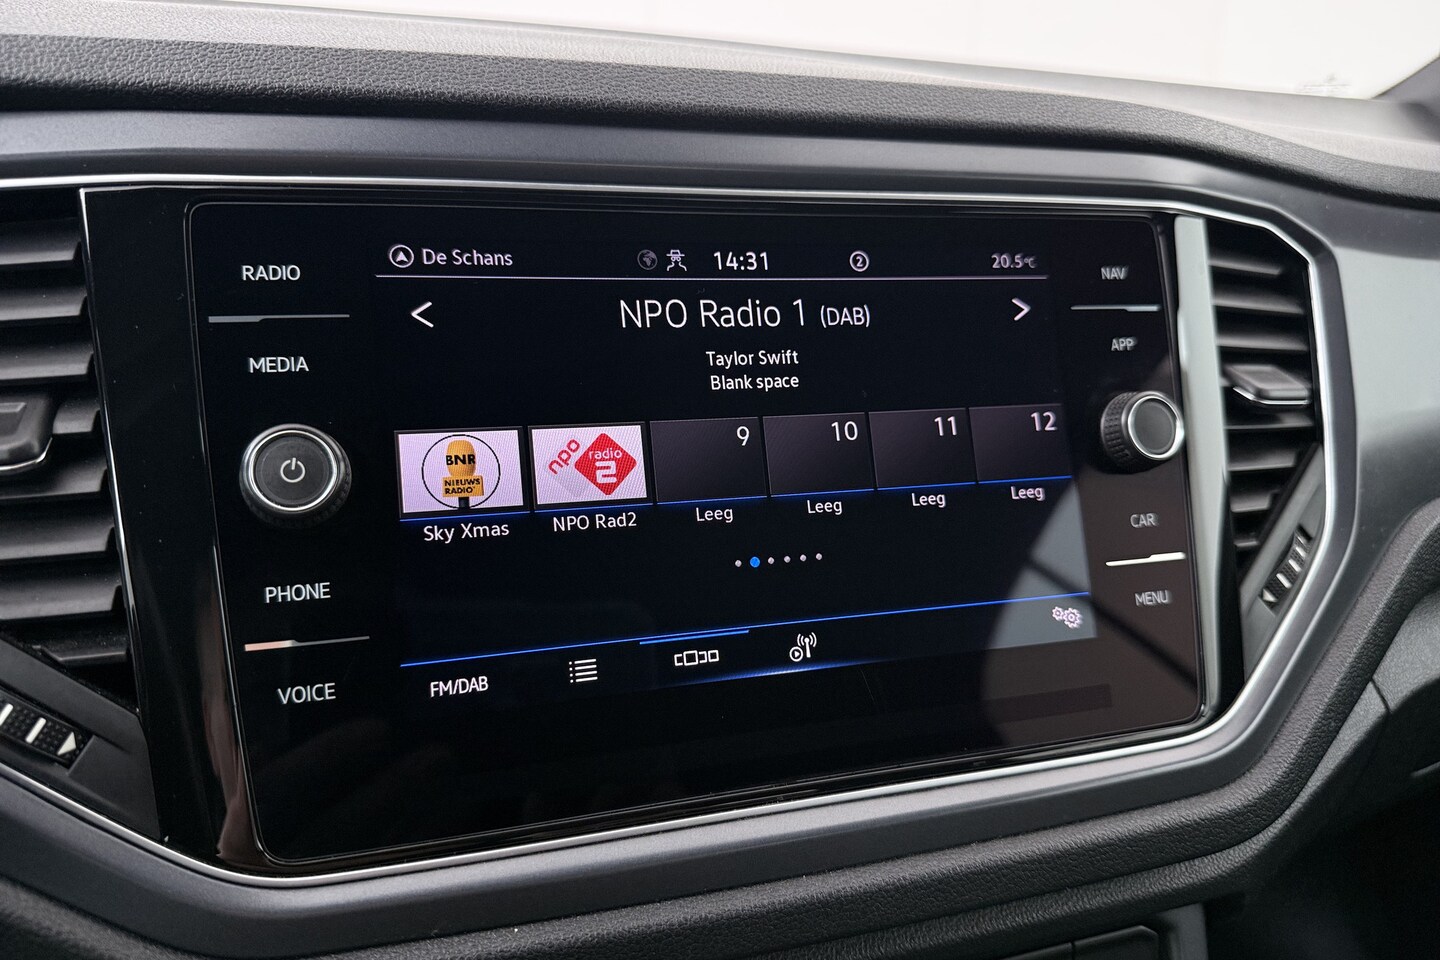 RADIO
MEDIA
PHONE
VOICE
De Schans
14:31
2
20.5°C
< NPO Radio 1 (DAB) >
Taylor Swift
Blank space
BNR
NIEUWS
RADIO
npo
radio
2
9
10
11
12
Sky Xmas
NPO Rad2
Leeg
Leeg
Leeg
Leeg
FM/DAB
NAV
APP
CAR
MENU